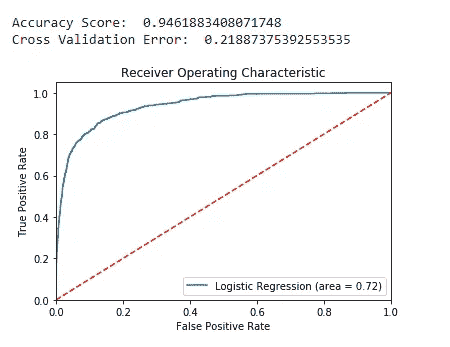 Accuracy Score:  0.9461883408071748
Cross Validation Error:  0.21887375392553535
Receiver Operating Characteristic
1.0
0.8
0.6
0.4
0.2
0.0
True Positive Rate
Logistic Regression (area = 0.72)
0.0 0.2 0.4 0.6 0.8 1.0
False Positive Rate